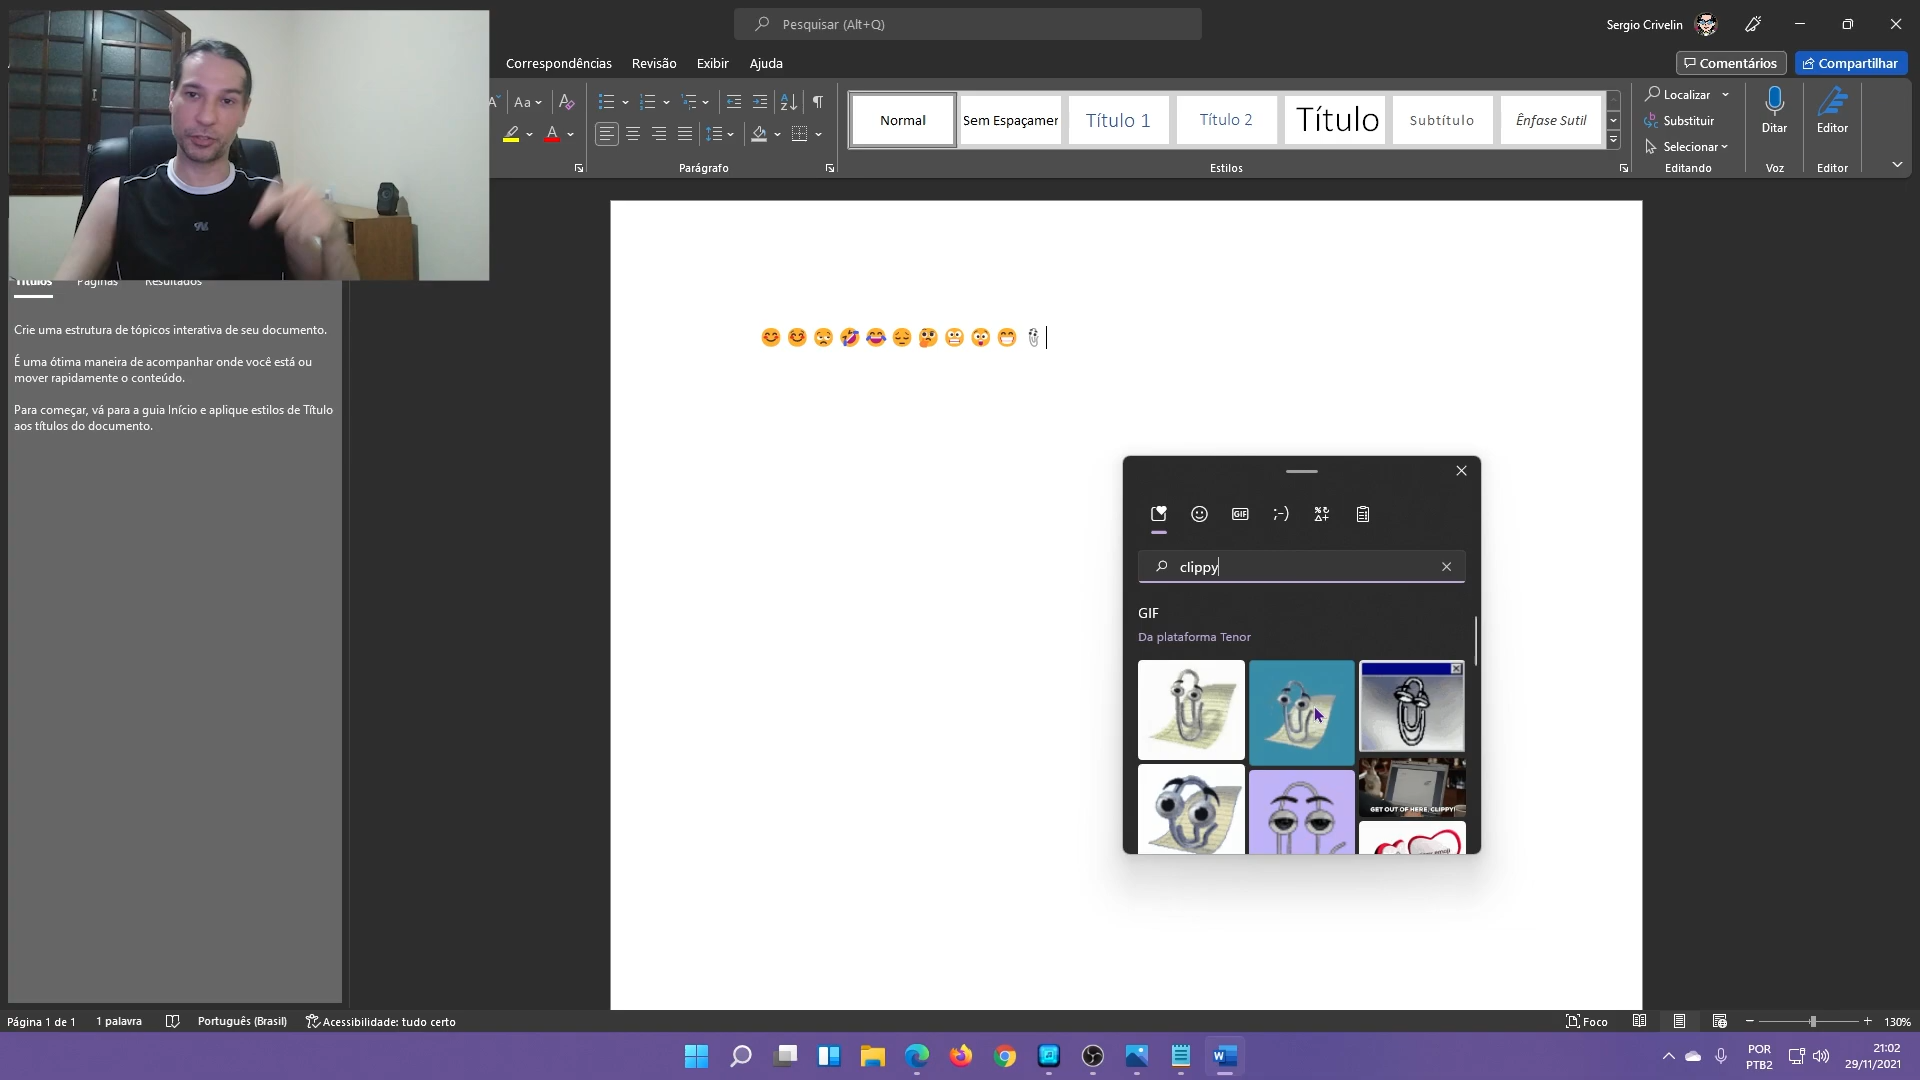 Pesquisar (Alt+Q)
Sergio Crivelin
Correspondências
Revisão
Exibir
Ajuda
Comentários
Compartilhar
Aa
A
Normal
Sem Espaçamer
Título 1
Título 2
Título
Subtítulo
Ênfase Sutil
Localizar
Substituir
Selecionar
Ditar
Editor
Parágrafo
Estilos
Editando
Voz
Editor
Títulos
Páginas
Resultados
Crie uma estrutura de tópicos interativa de seu documento.
É uma ótima maneira de acompanhar onde você está ou
mover rapidamente o conteúdo.
Para começar, vá para a guia Início e aplique estilos de Título
aos títulos do documento.
GIF
;-)
clippy
GIF
Da plataforma Tenor
GET OUT OF HERE, CLIPPY!
Página 1 de 1
1 palavra
Português (Brasil)
Acessibilidade: tudo certo
Foco
130%
POR
PTB2
21:02
29/11/2021